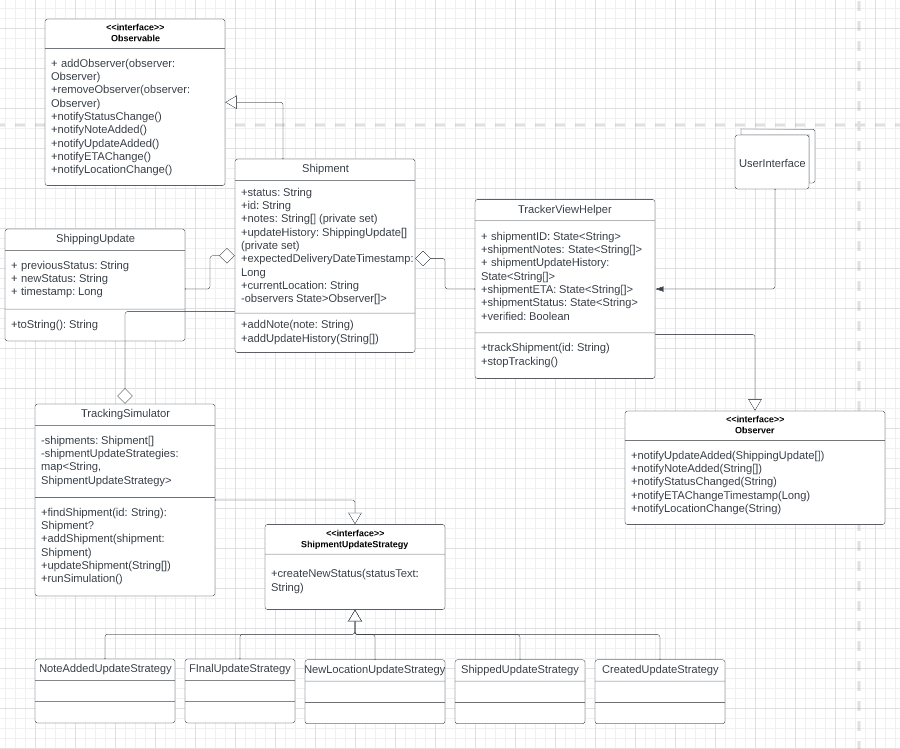 <<interface>>
Observable
+ addObserver(observer:
Observer)
+removeObserver(observer:
Observer)
+notifyStatusChange()
+notifyNoteAdded()
+notifyUpdateAdded()
+notifyETAChange()
+notifyLocationChange()
Shipment
+status: String
+id: String
+notes: String[] (private set)
+updateHistory: ShippingUpdate[]
(private set)
+expectedDeliveryDateTimestamp:
Long
+currentLocation: String
-observers State>Observer[]>
+addNote(note: String)
+addUpdateHistory(String[])
UserInterface
ShippingUpdate
+ previousStatus: String
+ newStatus: String
+ timestamp: Long
+toString(): String
TrackerViewHelper
+ shipmentID: State<String>
+shipmentNotes: State<String[]>
+ shipmentUpdateHistory:
State<String[]>
+shipmentETA: State<String[]>
+shipmentStatus: State<String>
+verified: Boolean
+trackShipment(id: String)
+stopTracking()
<<interface>>
Observer
+notifyUpdateAdded(ShippingUpdate[])
+notifyNoteAdded(String[])
+notifyStatusChanged(String)
+notifyETAChangeTimestamp(Long)
+notifyLocationChange(String)
TrackingSimulator
-shipments: Shipment[]
-shipmentUpdateStrategies:
map<String,
ShipmentUpdateStrategy>
+findShipment(id: String):
Shipment?
+addShipment(shipment:
Shipment)
+updateShipment(String[])
+runSimulation()
<<interface>>
ShipmentUpdateStrategy
+createNewStatus(statusText:
String)
NoteAddedUpdateStrategy
FInalUpdateStrategy
NewLocationUpdateStrategy
ShippedUpdateStrategy
CreatedUpdateStrategy